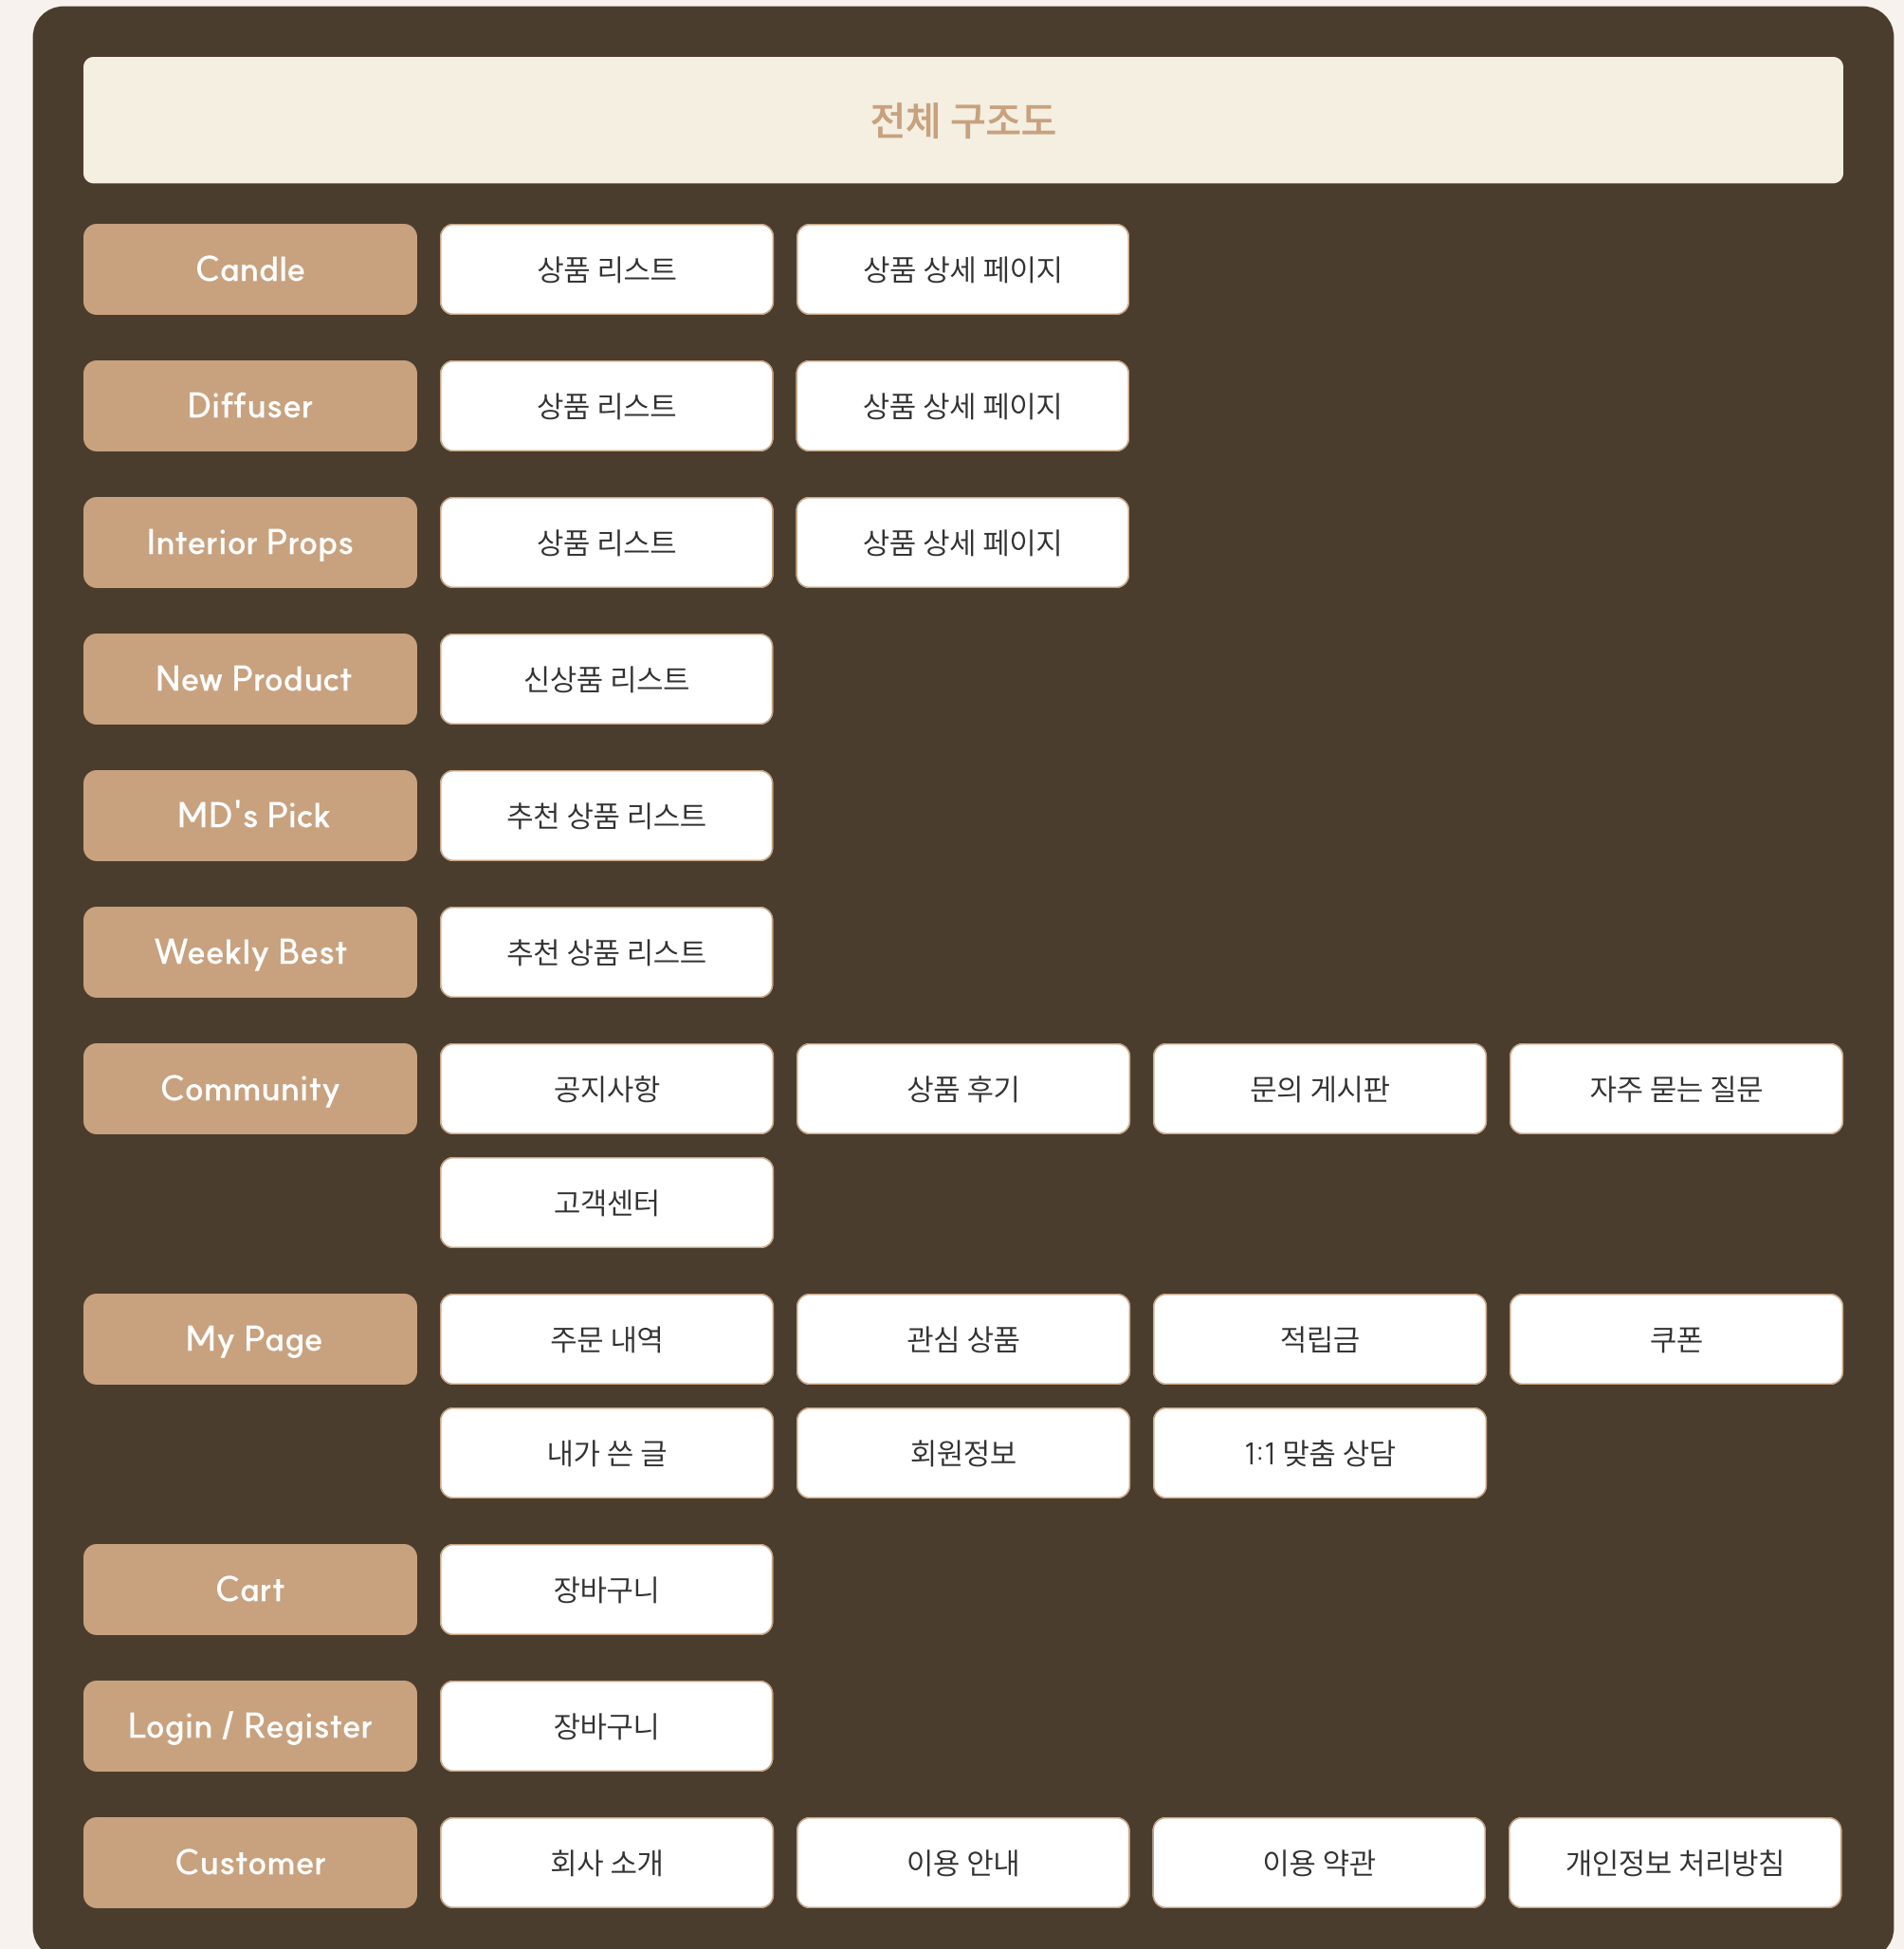 전체 구조도
Candle
상품 리스트
상품 상세 페이지
Diffuser
상품 리스트
상품 상세 페이지
Interior Props
상품 리스트
상품 상세 페이지
New Product
신상품 리스트
MD's Pick
추천 상품 리스트
Weekly Best
추천 상품 리스트
Community
공지사항
상품 후기
문의 게시판
자주 묻는 질문
고객센터
My Page
주문 내역
관심 상품
적립금
쿠폰
내가 쓴 글
회원정보
1:1 맞춤 상담
Cart
장바구니
Login / Register
장바구니
Customer
회사 소개
이용 안내
이용 약관
개인정보 처리방침